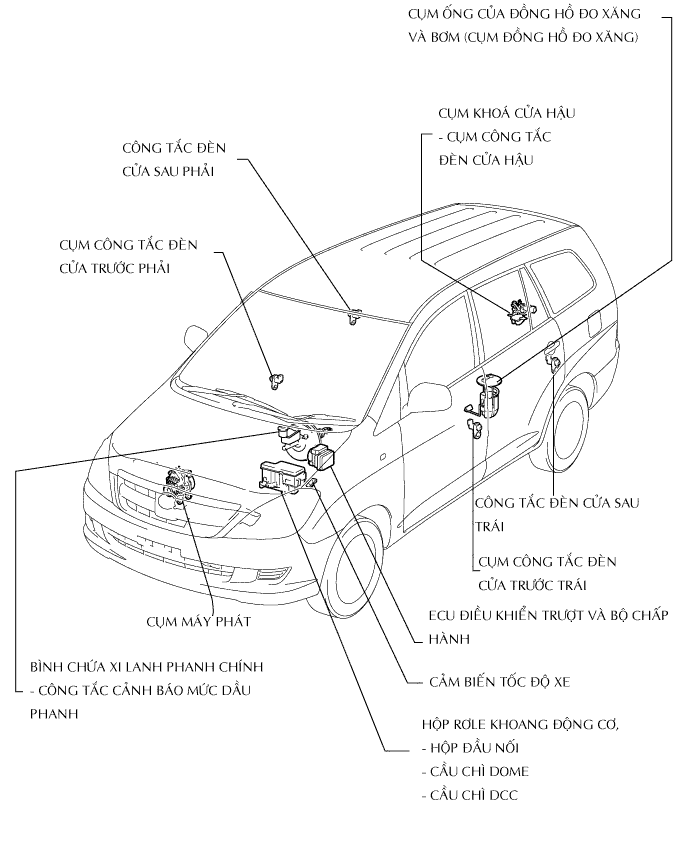 CỤM ỐNG CỦA ĐỒNG HỒ ĐO XĂNG
VÀ BƠM (CỤM ĐỒNG HỒ ĐO XĂNG)
CỤM KHOÁ CỬA HẬU
- CỤM CÔNG TẮC
ĐÈN CỬA HẬU
CÔNG TẮC ĐÈN
CỬA SAU PHẢI
CỤM CÔNG TẮC ĐÈN
CỬA TRƯỚC PHẢI
CÔNG TẮC ĐÈN CỬA SAU
TRÁI
CỤM CÔNG TẮC ĐÈN
CỬA TRƯỚC TRÁI
CỤM MÁY PHÁT
ECU ĐIỀU KHIỂN TRƯỢT VÀ BỘ CHẤP
HÀNH
BÌNH CHỨA XI LANH PHANH CHÍNH
- CÔNG TẮC CẢNH BÁO MỨC DẦU
PHANH
CẢM BIẾN TỐC ĐỘ XE
HỘP RƠLE KHOANG ĐỘNG CƠ,
- HỘP ĐẦU NỐI
- CẦU CHÌ DOME
- CẦU CHÌ DCC